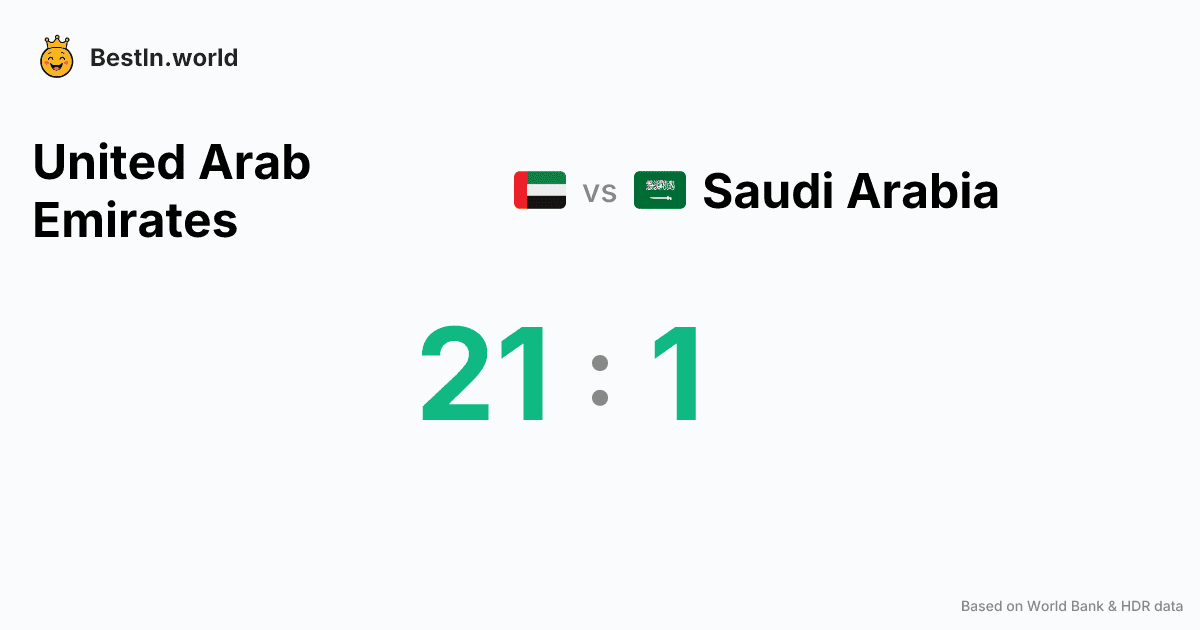 BestIn.world
United Arab
Emirates
vs
Saudi Arabia
21 : 1
Based on World Bank & HDR data